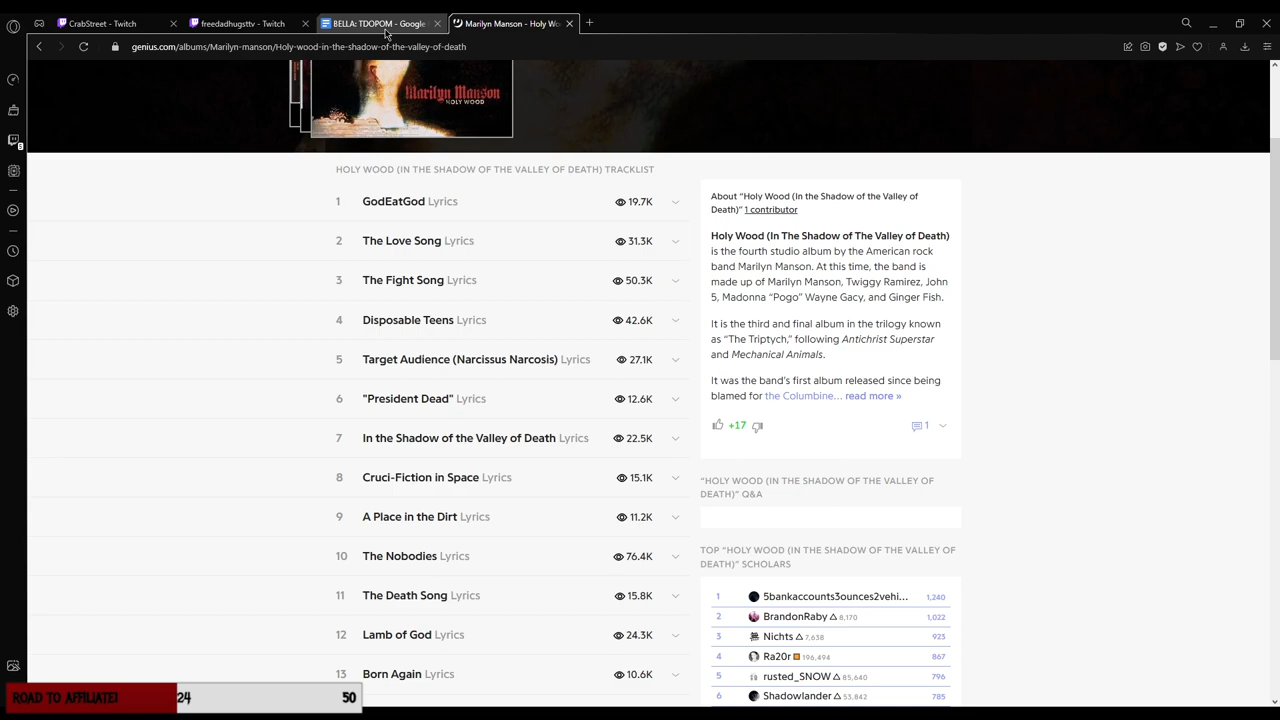 CrabStreet - Twitch
freedadhugsttv - Twitch
BELLA: TDOPOM - Google
Marilyn Manson - Holy Wo
genius.com/albums/Marilyn-manson/Holy-wood-in-the-shadow-of-the-valley-of-death
Marilyn Manson
HOLY WOOD
HOLY WOOD (IN THE SHADOW OF THE VALLEY OF DEATH) TRACKLIST
1 GodEatGod Lyrics 19.7K
2 The Love Song Lyrics 31.3K
3 The Fight Song Lyrics 50.3K
4 Disposable Teens Lyrics 42.6K
5 Target Audience (Narcissus Narcosis) Lyrics 27.1K
6 "President Dead" Lyrics 12.6K
7 In the Shadow of the Valley of Death Lyrics 22.5K
8 Cruci-Fiction in Space Lyrics 15.1K
9 A Place in the Dirt Lyrics 11.2K
10 The Nobodies Lyrics 76.4K
11 The Death Song Lyrics 15.8K
12 Lamb of God Lyrics 24.3K
13 Born Again Lyrics 10.6K
About “Holy Wood (In the Shadow of the Valley of
Death)” 1 contributor
Holy Wood (In The Shadow of The Valley of Death)
is the fourth studio album by the American rock
band Marilyn Manson. At this time, the band is
made up of Marilyn Manson, Twiggy Ramirez, John
5, Madonna “Pogo” Wayne Gacy, and Ginger Fish.
It is the third and final album in the trilogy known
as “The Triptych,” following Antichrist Superstar
and Mechanical Animals.
It was the band’s first album released since being
blamed for the Columbine… read more »
+17
1
“HOLY WOOD (IN THE SHADOW OF THE VALLEY OF
DEATH)” Q&A
TOP “HOLY WOOD (IN THE SHADOW OF THE VALLEY OF
DEATH)” SCHOLARS
1 5bankaccounts3ounces2vehi... 1,240
2 BrandonRaby 8,170 1,022
3 Nichts 7,638 923
4 Ra20r 196,494 867
5 rusted_SNOW 85,640 796
6 Shadowlander 53,842 785
ROAD TO AFFILIATE! 24 50